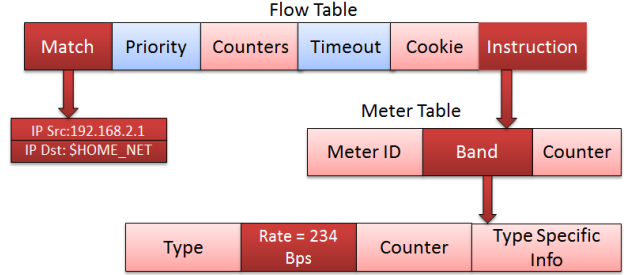 Flow Table
Match Priority Counters Timeout Cookie Instruction
IP Src:192.168.2.1
IP Dst: $HOME_NET
Meter Table
Meter ID Band Counter
Type Rate = 234 Bps Counter Type Specific Info